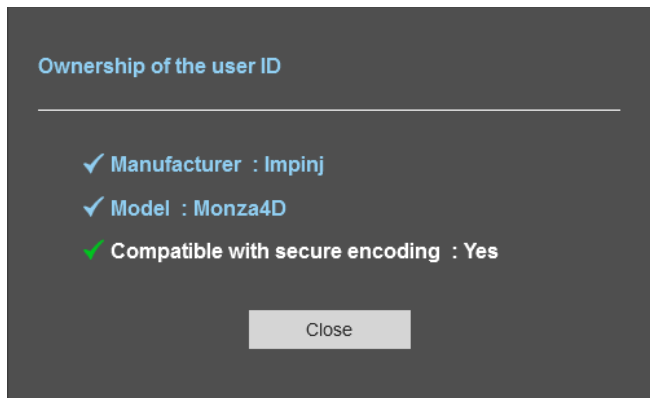 Ownership of the user ID
Manufacturer : Impinj
Model : Monza4D
Compatible with secure encoding : Yes
Close